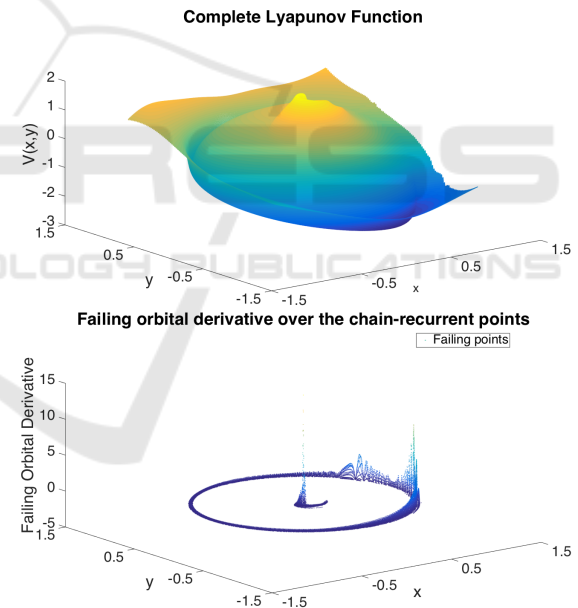 Complete Lyapunov Function
V(x,y)
2
1
0
-1
-2
-3
1.5
0.5
-0.5
-1.5
y
-1.5
-0.5
0.5
1.5
x
Failing orbital derivative over the chain-recurrent points
Failing points
Failing Orbital Derivative
15
10
5
0
-5
1.5
0.5
-0.5
-1.5
y
-1.5
-0.5
0.5
1.5
x
PRESS
OLOGY PUBLICATIONS